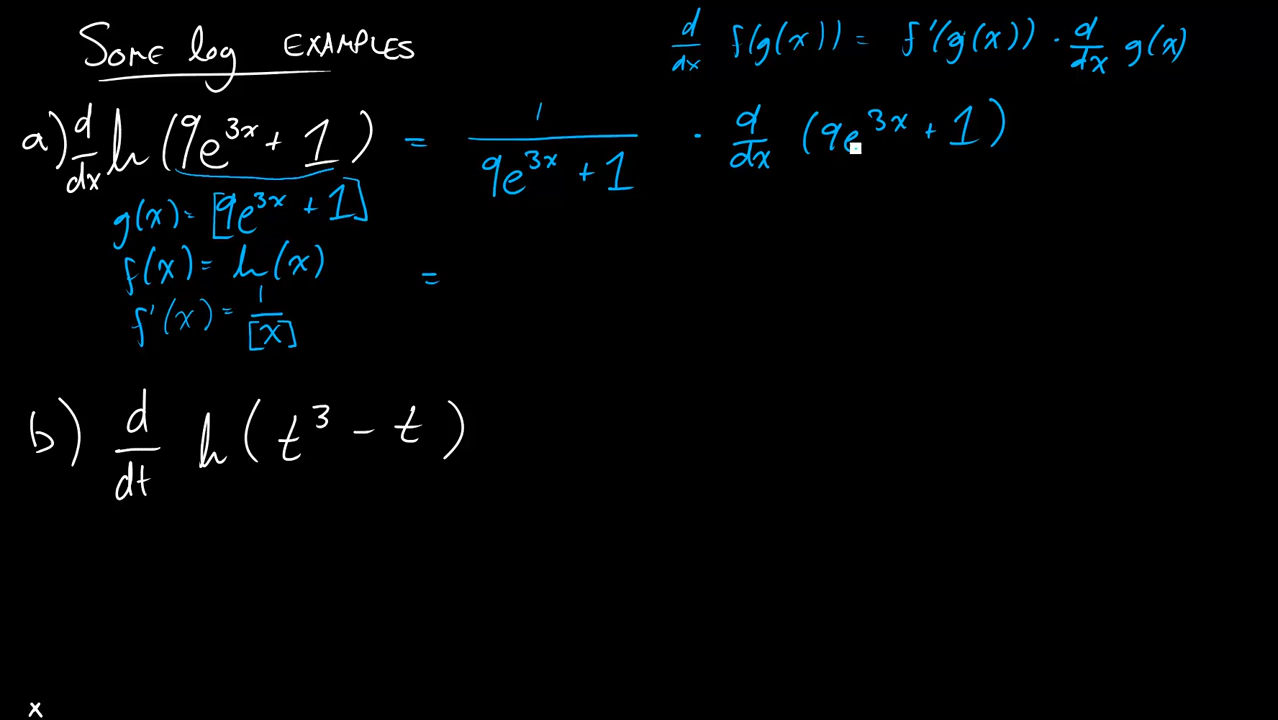 Some log EXAMPLES
d/dx f(g(x)) = f'(g(x)) · d/dx g(x)
a) d/dx ln(9e^{3x} + 1) = 1/(9e^{3x} + 1) · d/dx (9e^{3x} + 1)
g(x) = [9e^{3x} + 1]
f(x) = ln(x) =
f'(x) = 1/[x]
b) d/dt ln(t^3 - t)
x